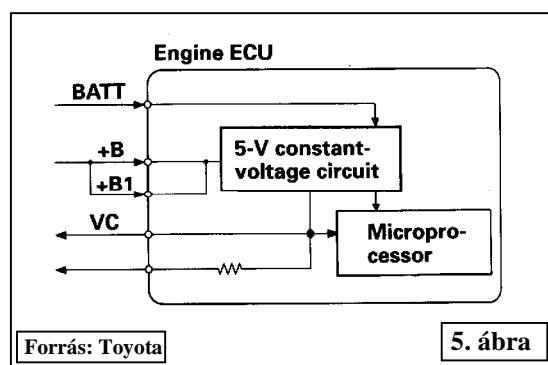 Engine ECU
BATT
+B
+B1
VC
5-V constant-
voltage circuit
Micropro-
cessor
Forrás: Toyota
5. ábra